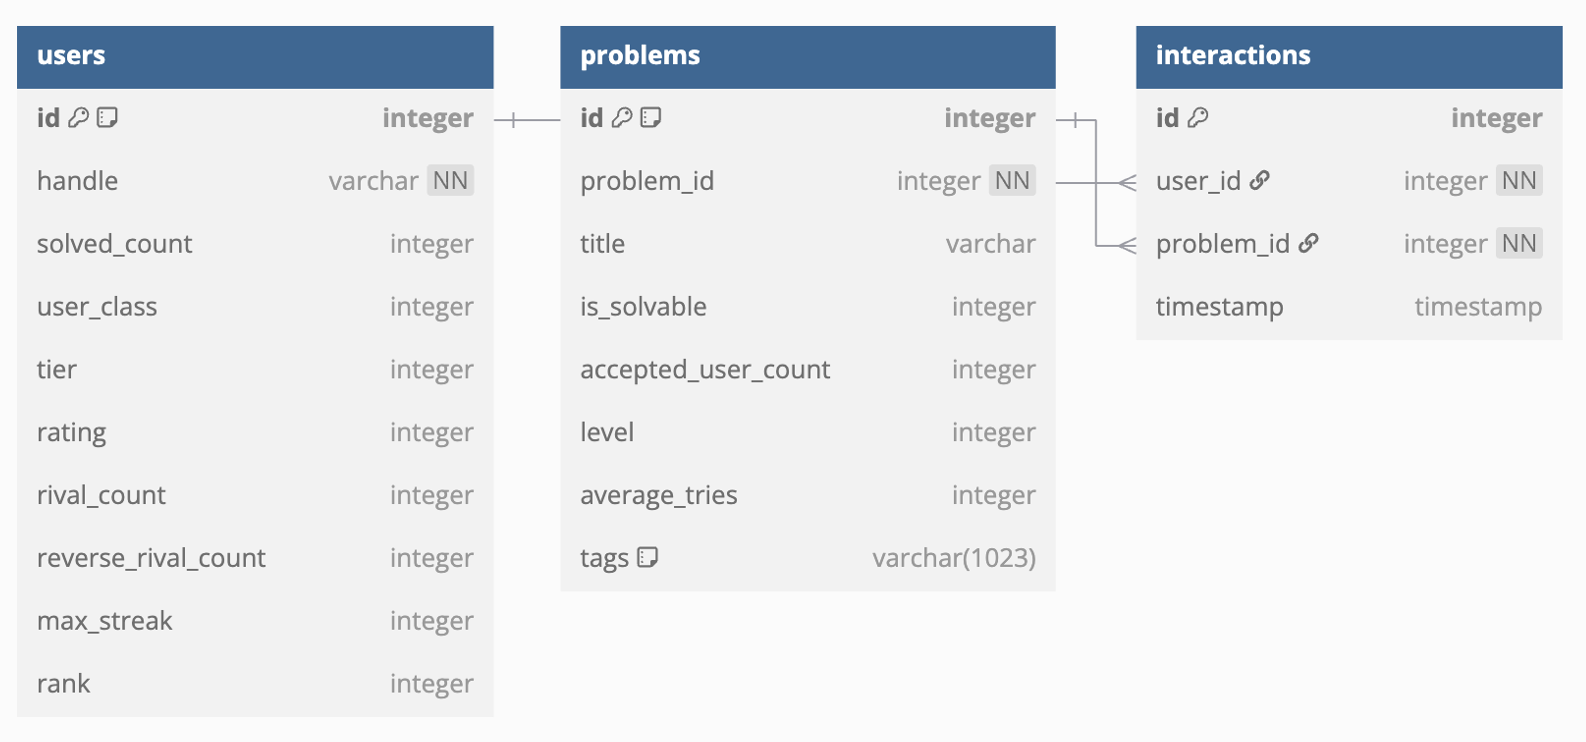 users
id integer
handle varchar NN
solved_count integer
user_class integer
tier integer
rating integer
rival_count integer
reverse_rival_count integer
max_streak integer
rank integer
problems
id integer
problem_id integer NN
title varchar
is_solvable integer
accepted_user_count integer
level integer
average_tries integer
tags varchar(1023)
interactions
id integer
user_id integer NN
problem_id integer NN
timestamp timestamp